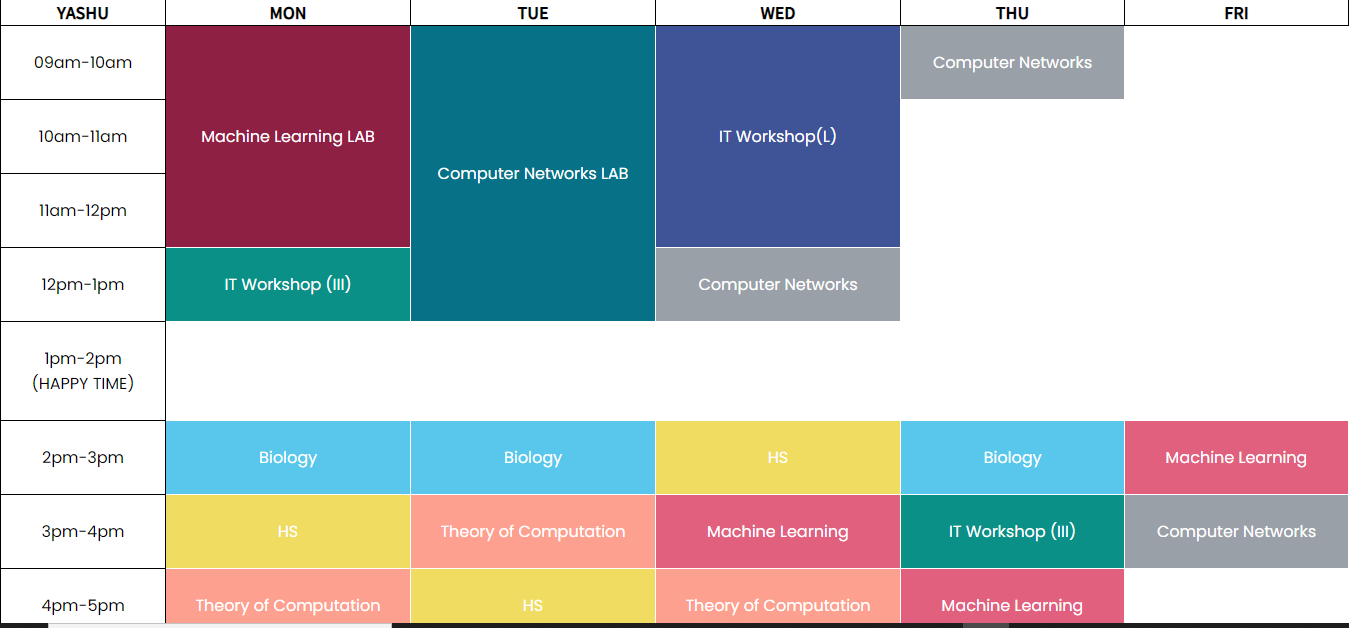 YASHU MON TUE WED THU FRI
09am-10am Computer Networks
10am-11am Machine Learning LAB IT Workshop(L)
Computer Networks LAB
11am-12pm
12pm-1pm IT Workshop (III) Computer Networks
1pm-2pm
(HAPPY TIME)
2pm-3pm Biology Biology HS Biology Machine Learning
3pm-4pm HS Theory of Computation Machine Learning IT Workshop (III) Computer Networks
4pm-5pm Theory of Computation HS Theory of Computation Machine Learning